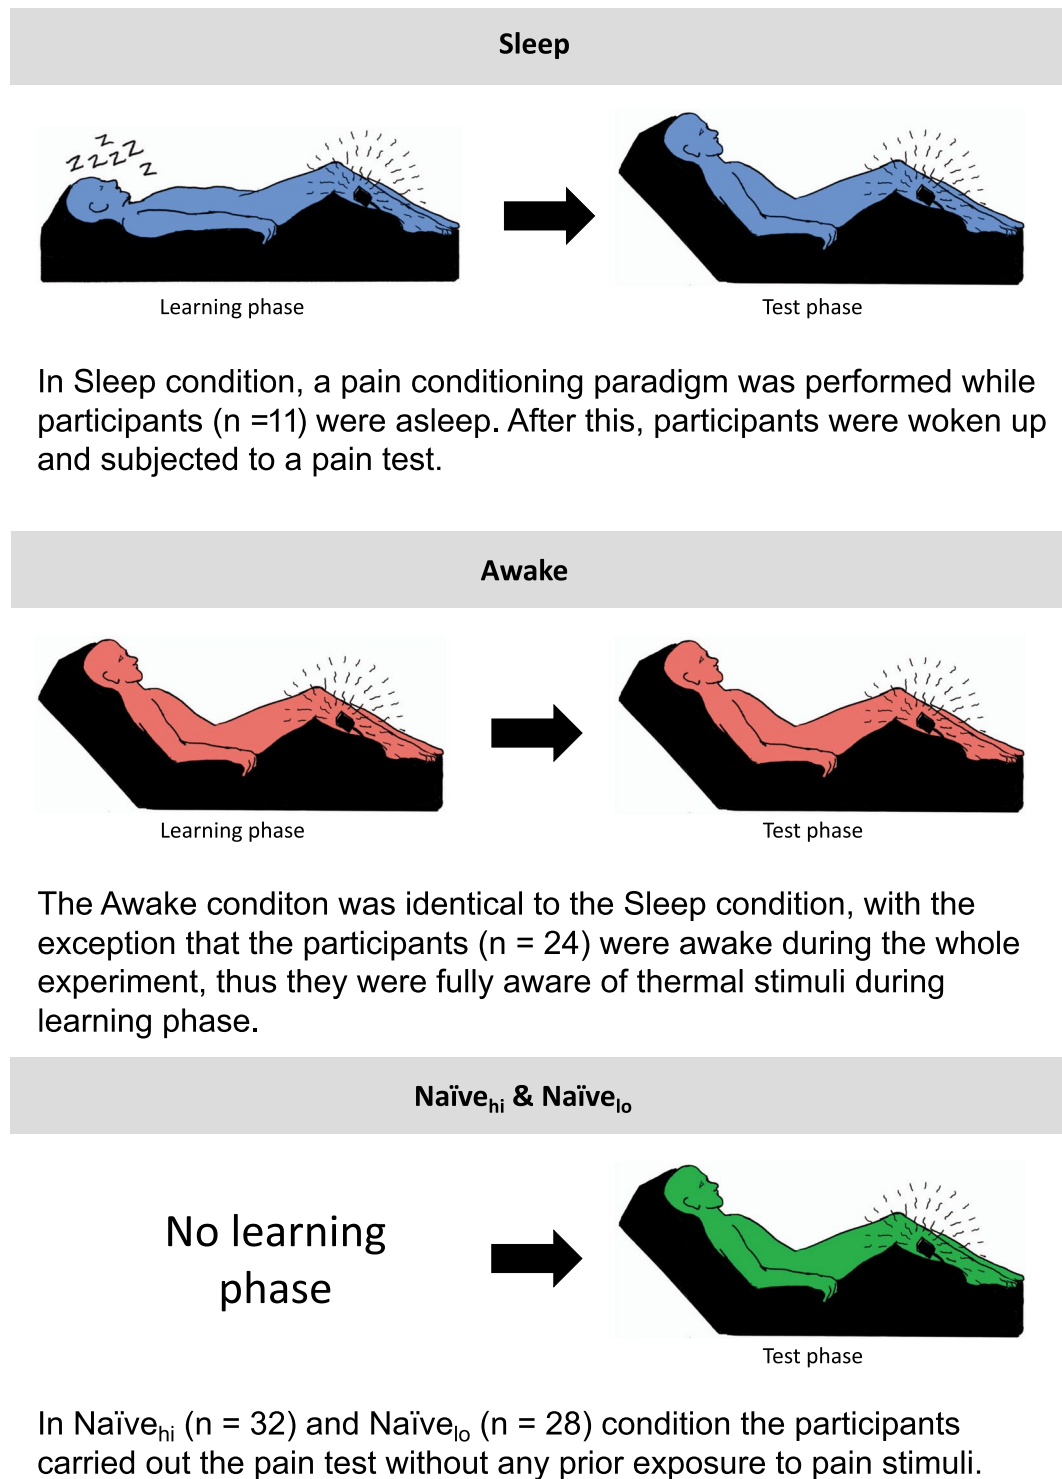 Sleep
z
z z z z
z
Learning phase
Test phase
In Sleep condition, a pain conditioning paradigm was performed while
participants (n =11) were asleep. After this, participants were woken up
and subjected to a pain test.
Awake
Learning phase
Test phase
The Awake conditon was identical to the Sleep condition, with the
exception that the participants (n = 24) were awake during the whole
experiment, thus they were fully aware of thermal stimuli during
learning phase.
Naïvehi & Naïvelo
No learning
phase
Test phase
In Naïvehi (n = 32) and Naïvelo (n = 28) condition the participants
carried out the pain test without any prior exposure to pain stimuli.